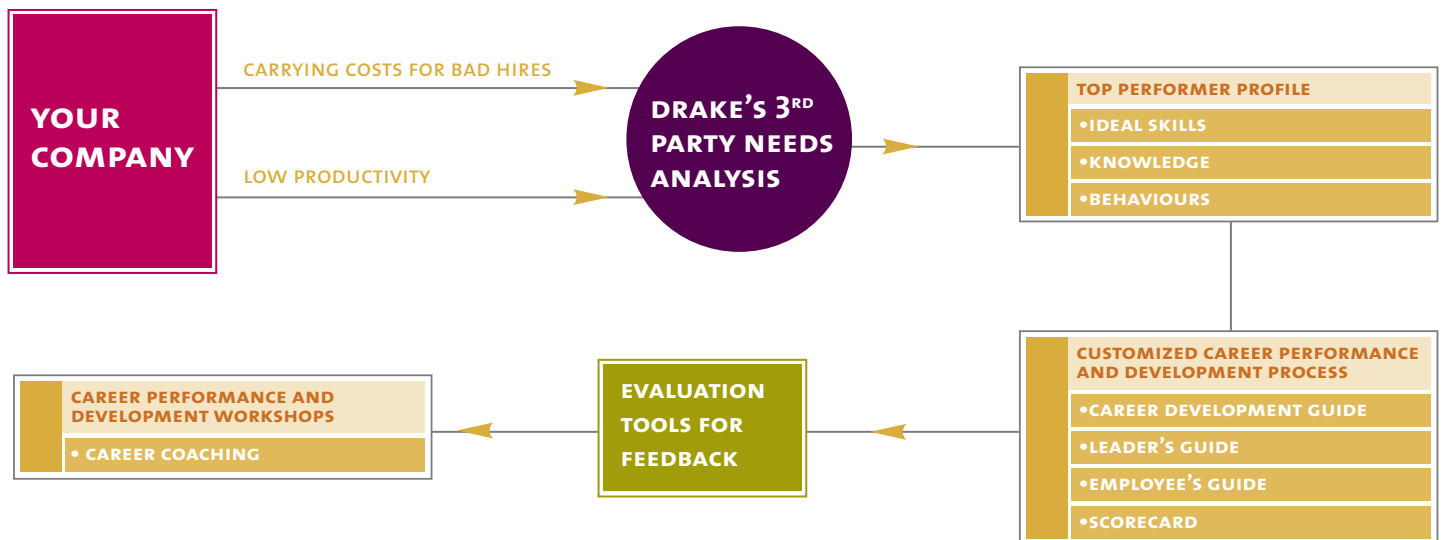 YOUR
COMPANY
CARRYING COSTS FOR BAD HIRES
LOW PRODUCTIVITY
DRAKE'S 3RD
PARTY NEEDS
ANALYSIS
TOP PERFORMER PROFILE
•IDEAL SKILLS
•KNOWLEDGE
•BEHAVIOURS
CUSTOMIZED CAREER PERFORMANCE
AND DEVELOPMENT PROCESS
•CAREER DEVELOPMENT GUIDE
•LEADER'S GUIDE
•EMPLOYEE'S GUIDE
•SCORECARD
EVALUATION
TOOLS FOR
FEEDBACK
CAREER PERFORMANCE AND
DEVELOPMENT WORKSHOPS
• CAREER COACHING